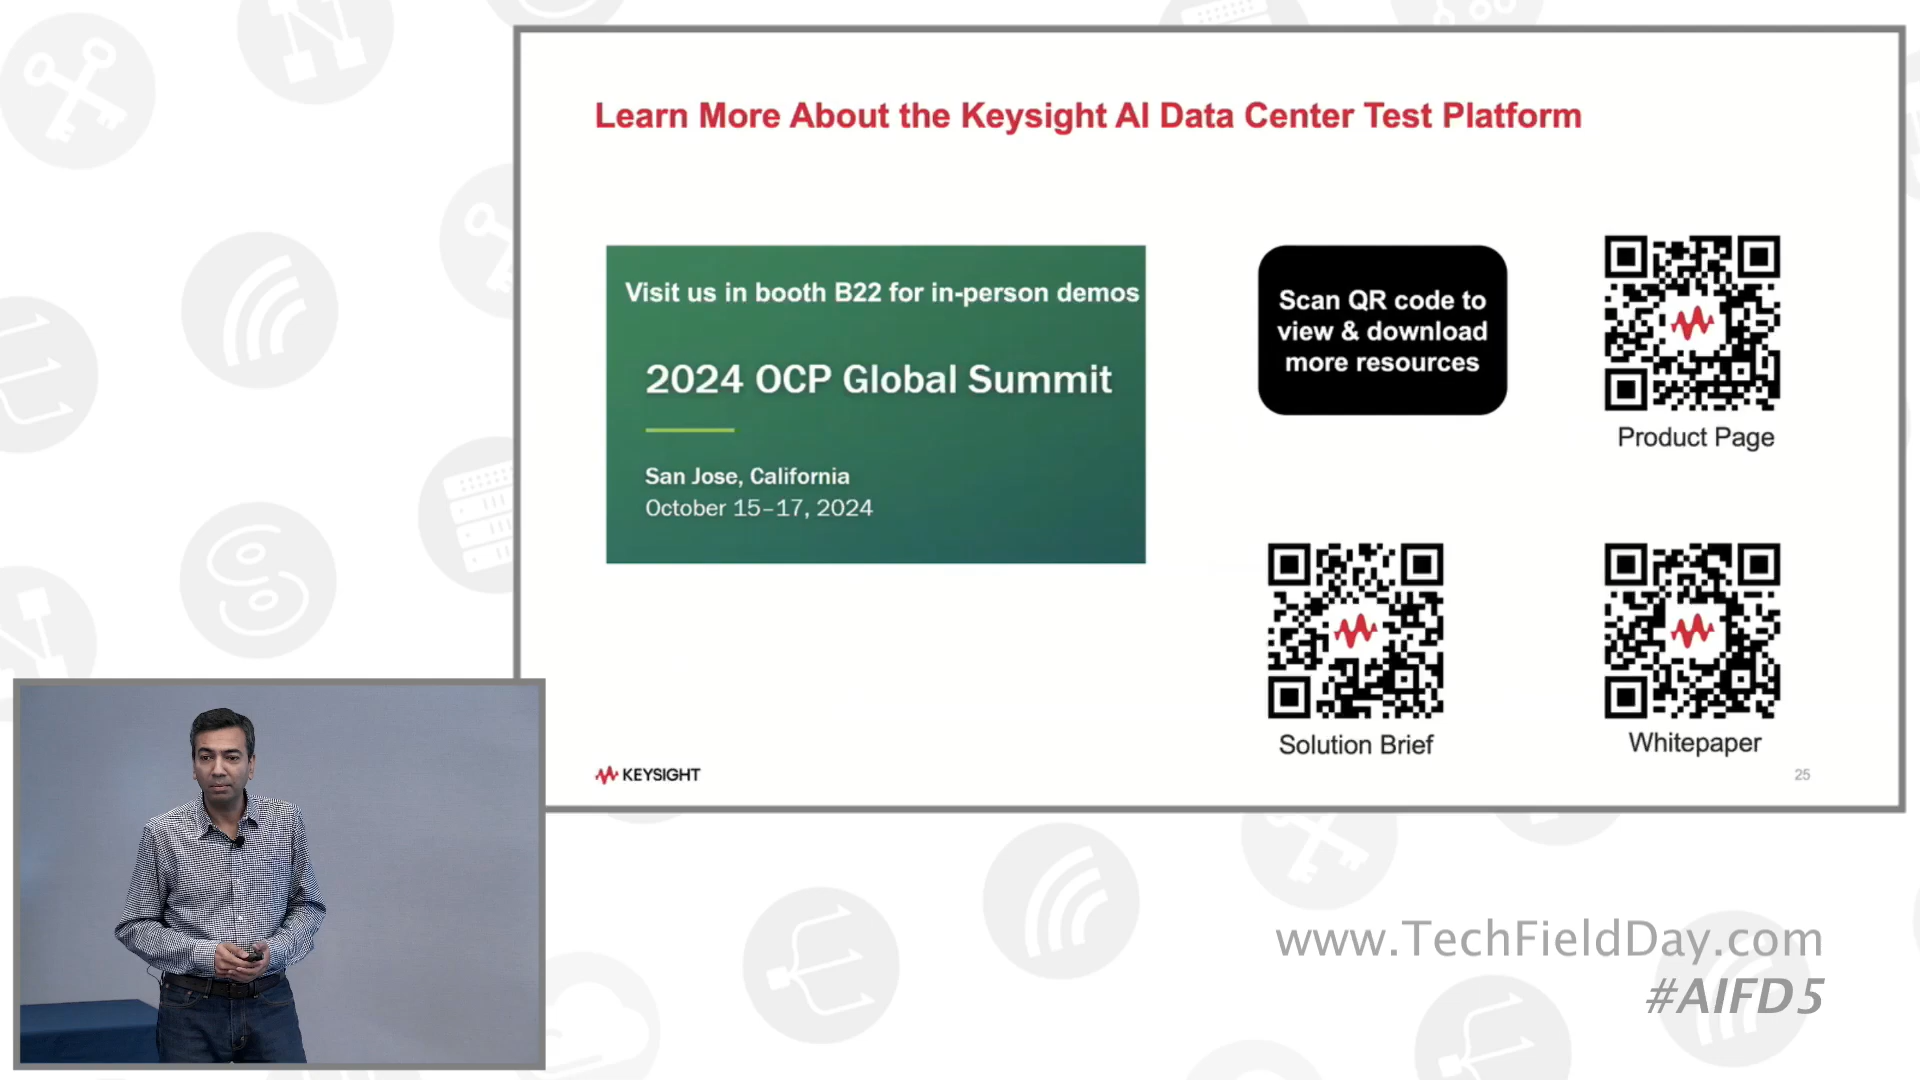 Learn More About the Keysight AI Data Center Test Platform
Visit us in booth B22 for in-person demos
2024 OCP Global Summit
San Jose, California
October 15–17, 2024
Scan QR code to
view & download
more resources
Product Page
Solution Brief
Whitepaper
KEYSIGHT
25
www.TechFieldDay.com
#AIFD5